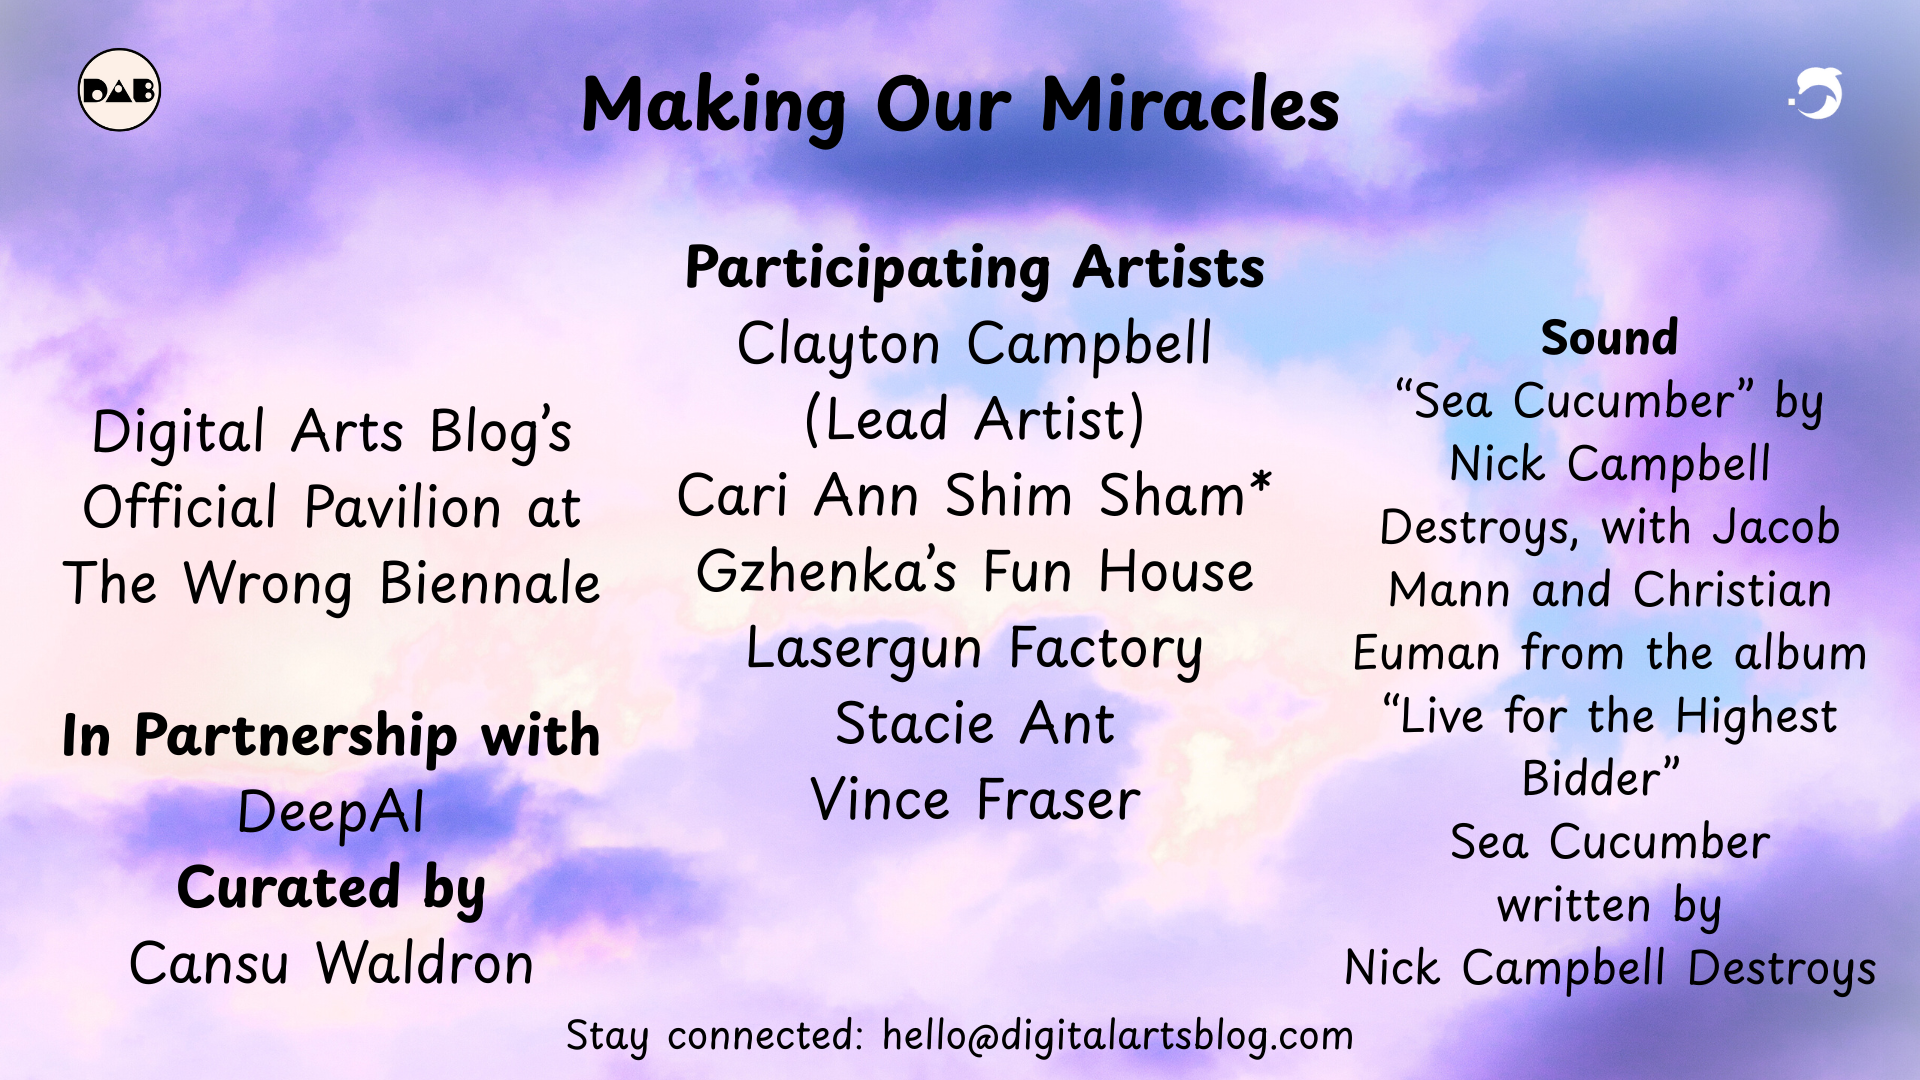 DAB
Making Our Miracles
Digital Arts Blog’s
Official Pavilion at
The Wrong Biennale
In Partnership with
DeepAI
Curated by
Cansu Waldron
Participating Artists
Clayton Campbell
(Lead Artist)
Cari Ann Shim Sham*
Gzhenka’s Fun House
Lasergun Factory
Stacie Ant
Vince Fraser
Sound
“Sea Cucumber” by
Nick Campbell
Destroys, with Jacob
Mann and Christian
Euman from the album
“Live for the Highest
Bidder”
Sea Cucumber
written by
Nick Campbell Destroys
Stay connected: hello@digitalartsblog.com